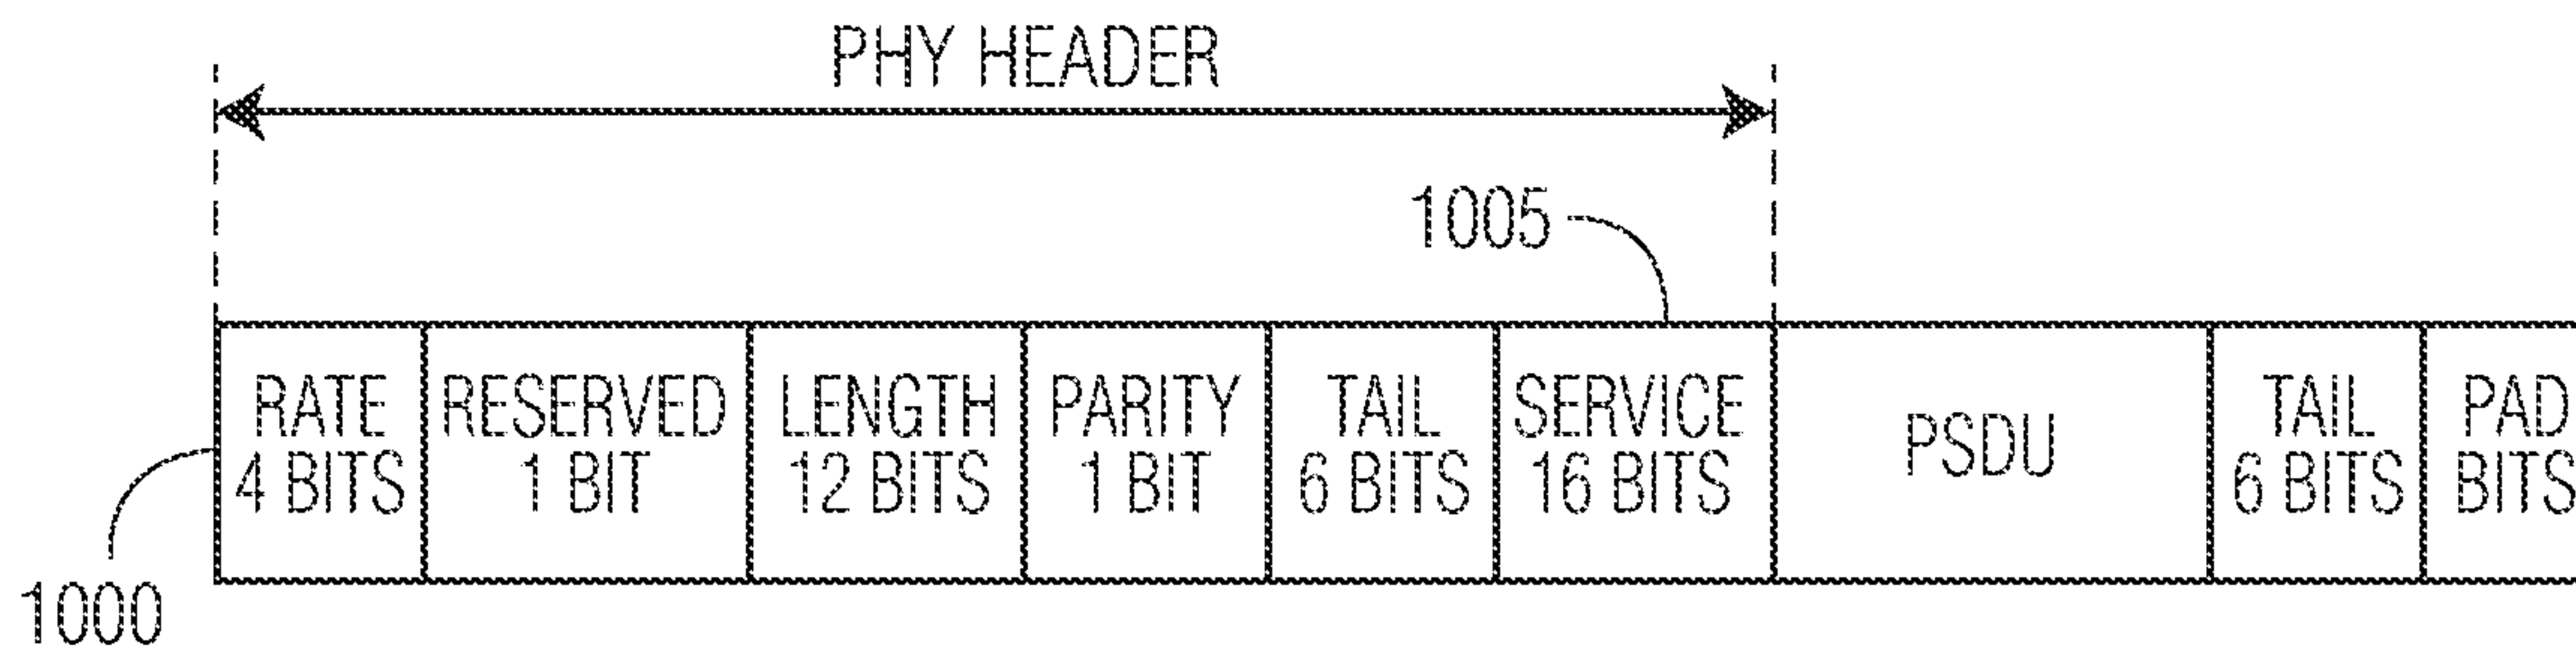 PHY HEADER
1005
RATE
4 BITS
RESERVED
1 BIT
LENGTH
12 BITS
PARITY
1 BIT
TAIL
6 BITS
SERVICE
16 BITS
PSDU
TAIL
6 BITS
PAD
BITS
1000